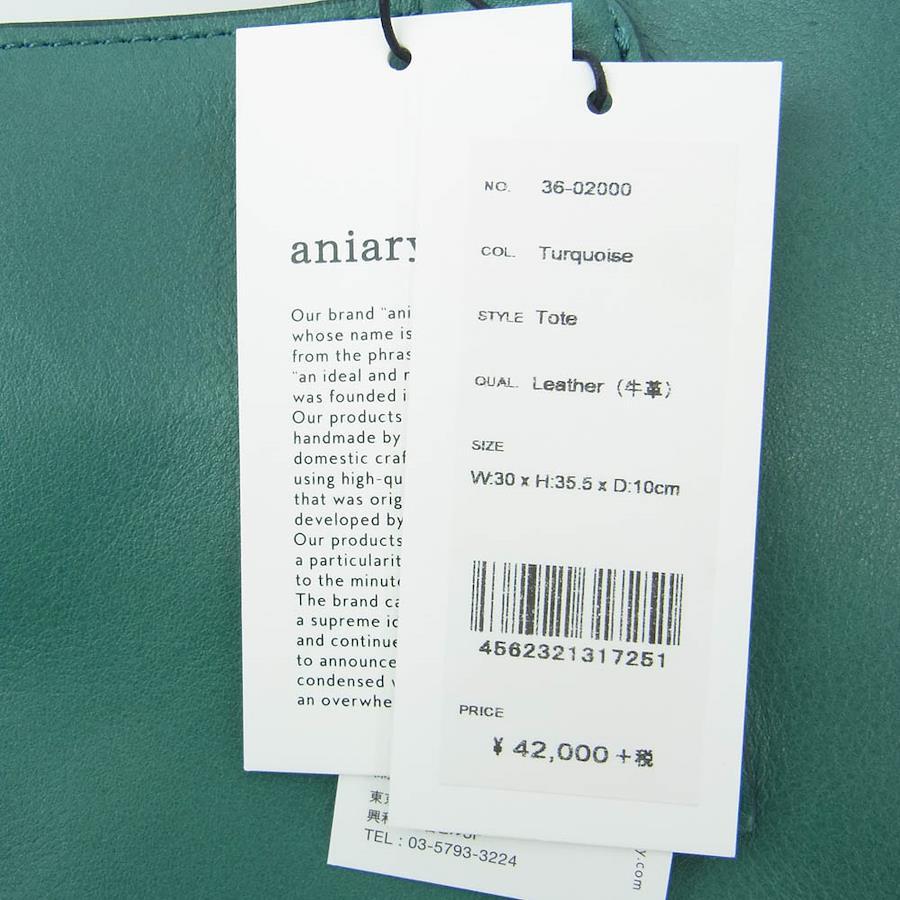 aniary
Our brand "ani
whose name is
from the phras
"an ideal and r
was founded i
Our products
handmade by
domestic craf
using high-qu
that was orig
developed by
Our products
a particularit
to the minute
The brand ca
a supreme id
and continue
to announce
condensed
an overwhe
NO. 36-02000
COL. Turquoise
STYLE Tote
QUAL. Leather (牛革)
SIZE
W:30 x H:35.5 x D:10cm
4562321317251
PRICE
¥ 42,000 +税
東京
TEL : 03-5793-3224
y.com